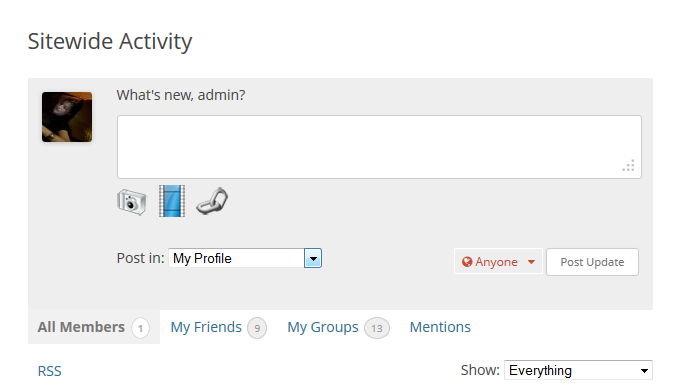 Sitewide Activity
What's new, admin?
Post in: My Profile Anyone Post Update
All Members 1 My Friends 9 My Groups 13 Mentions
RSS Show: Everything